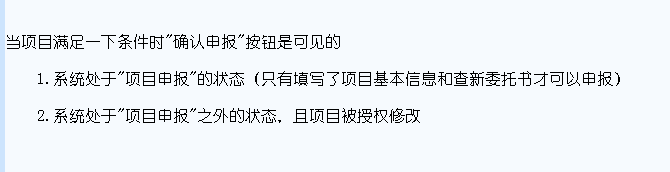 当项目满足一下条件时"确认申报"按钮是可见的
1.系统处于"项目申报"的状态 (只有填写了项目基本信息和查新委托书才可以申报)
2.系统处于"项目申报"之外的状态，且项目被授权修改